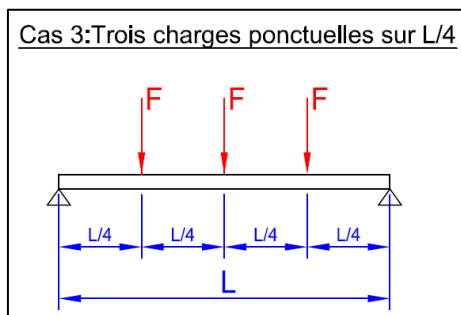 Cas 3:Trois charges ponctuelles sur L/4
F F F
L/4 L/4 L/4 L/4
L